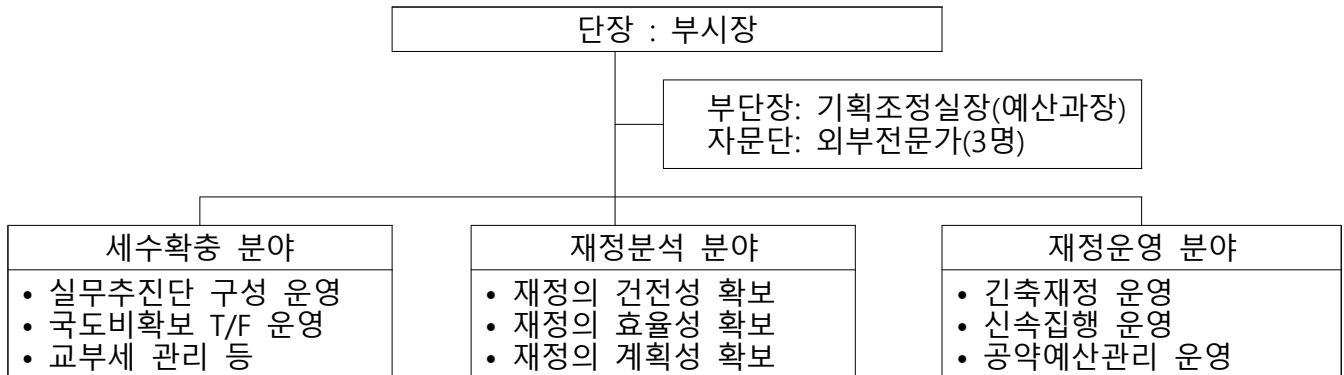 단장 : 부시장
부단장: 기획조정실장(예산과장)
자문단: 외부전문가(3명)
세수확충 분야
• 실무추진단 구성 운영
• 국도비확보 T/F 운영
• 교부세 관리 등
재정분석 분야
• 재정의 건전성 확보
• 재정의 효율성 확보
• 재정의 계획성 확보
재정운영 분야
• 긴축재정 운영
• 신속집행 운영
• 공약예산관리 운영